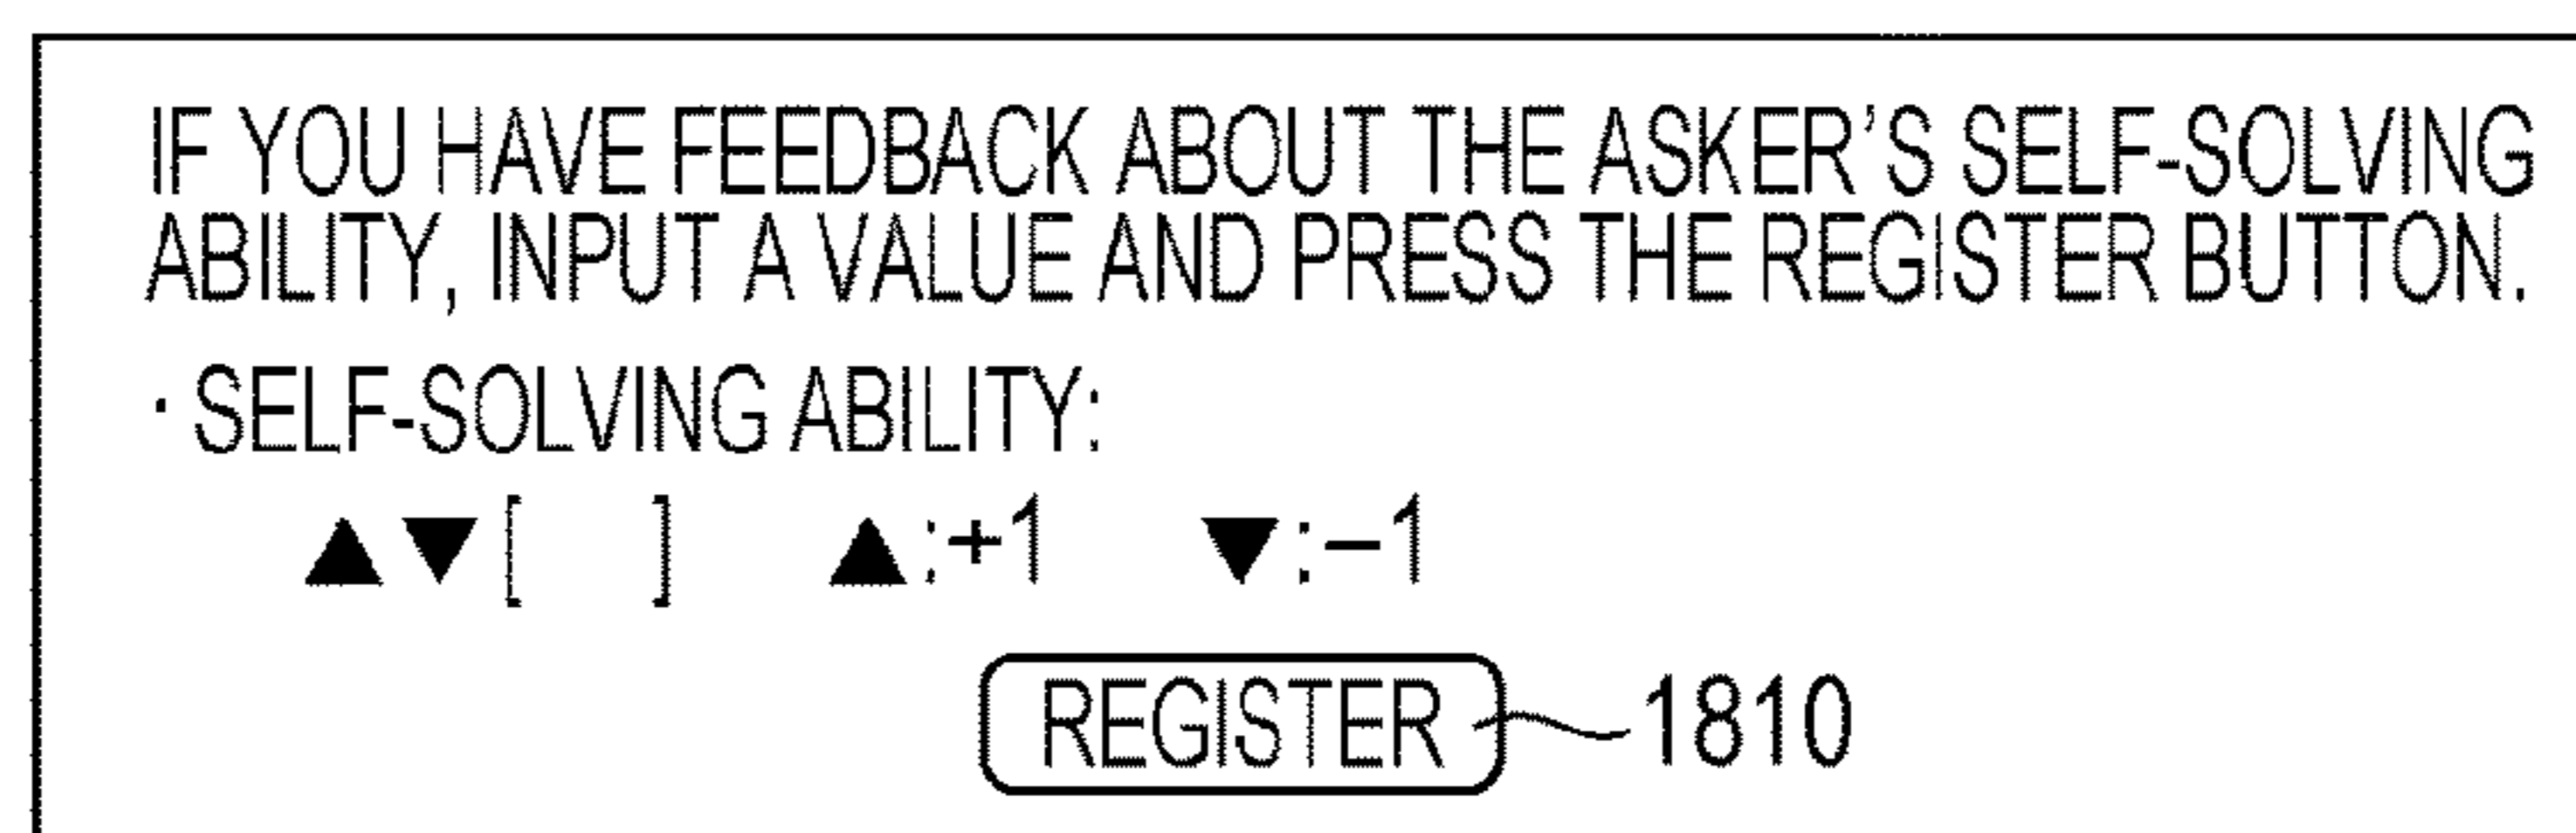 IF YOU HAVE FEEDBACK ABOUT THE ASKER'S SELF-SOLVING
ABILITY, INPUT A VALUE AND PRESS THE REGISTER BUTTON.
· SELF-SOLVING ABILITY:
▲▼[ ] ▲:+1 ▼:−1
REGISTER 1810